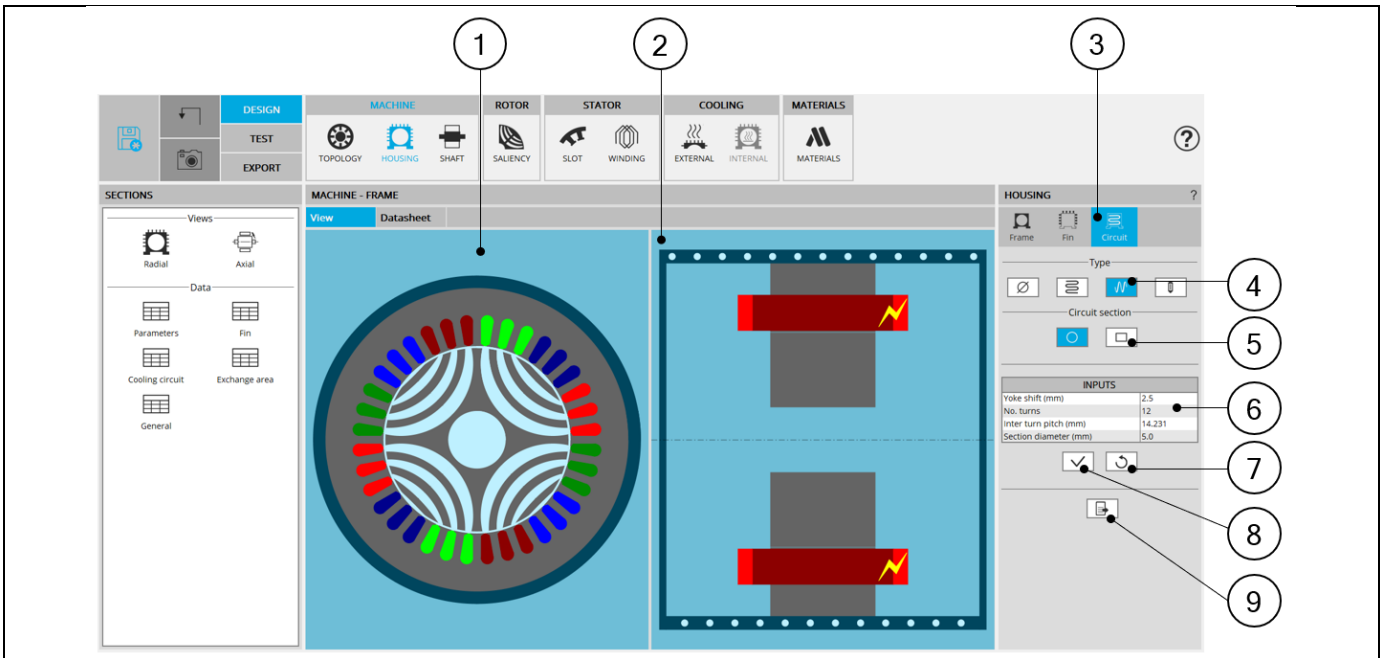 1
2
3
DESIGN
TEST
EXPORT
MACHINE
ROTOR
STATOR
COOLING
MATERIALS
TOPOLOGY
HOUSING
SHAFT
SALIENCY
SLOT
WINDING
EXTERNAL
INTERNAL
MATERIALS
?
SECTIONS
MACHINE - FRAME
HOUSING
?
Views
Radial
Axial
Data
Parameters
Fin
Cooling circuit
Exchange area
General
View
Datasheet
Frame
Fin
Circuit
Type
4
Circuit section
5
INPUTS
Yoke shift (mm) 2.5
No. turns 12
Inter turn pitch (mm) 14.231
Section diameter (mm) 5.0
6
7
8
9